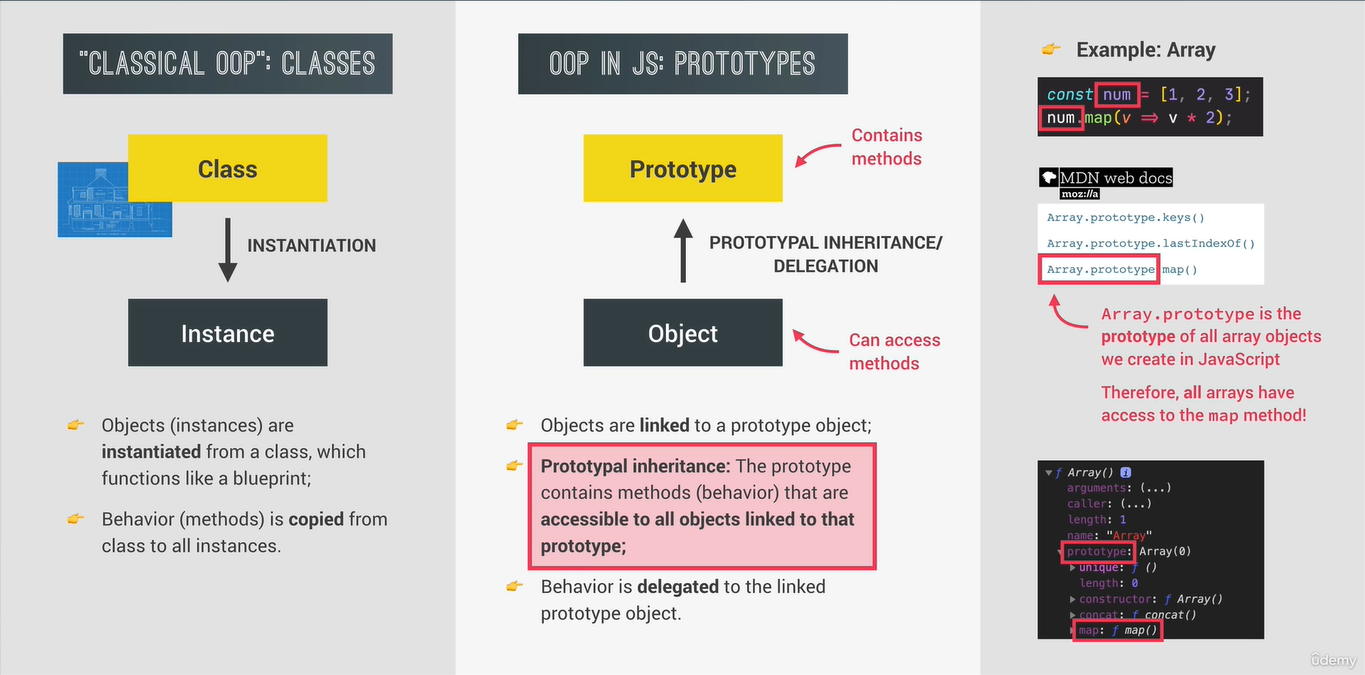 "CLASSICAL OOP": CLASSES
Class
INSTANTIATION
Instance
👉 Objects (instances) are
instantiated from a class, which
functions like a blueprint;
👉 Behavior (methods) is copied from
class to all instances.
OOP IN JS: PROTOTYPES
Prototype
Contains
methods
PROTOTYPAL INHERITANCE/
DELEGATION
Object
Can access
methods
👉 Objects are linked to a prototype object;
👉 Prototypal inheritance: The prototype
contains methods (behavior) that are
accessible to all objects linked to that
prototype;
👉 Behavior is delegated to the linked
prototype object.
👉 Example: Array
const num = [1, 2, 3];
num.map(v => v * 2);
MDN web docs
moz://a
Array.prototype.keys()
Array.prototype.lastIndexOf()
Array.prototype.map()
Array.prototype is the
prototype of all array objects
we create in JavaScript
Therefore, all arrays have
access to the map method!
▼ ƒ Array() i
arguments: (...)
caller: (...)
length: 1
name: "Array"
▼ prototype: Array(0)
▶ unique: ƒ ()
length: 0
▶ constructor: ƒ Array()
▶ concat: ƒ concat()
▶ map: ƒ map()
ûdemy